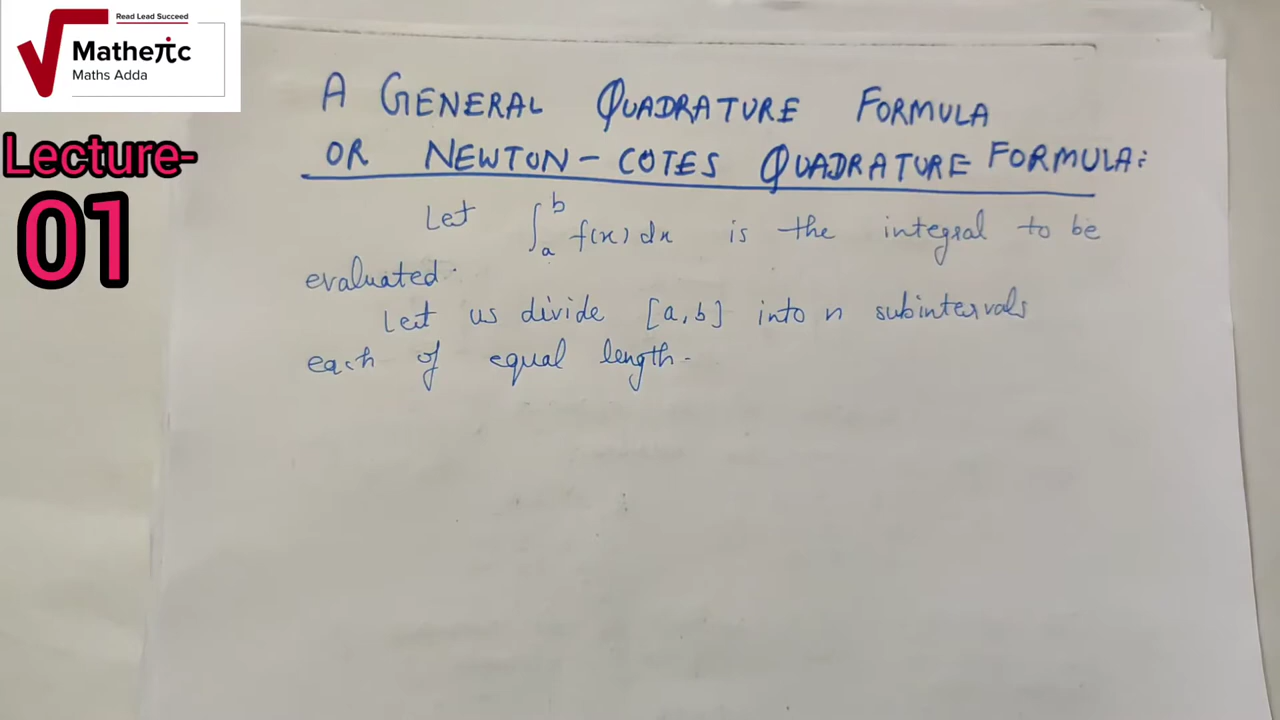 Read Lead Succeed
Matheπc
Maths Adda
Lecture-
01
A GENERAL QUADRATURE FORMULA
OR NEWTON-COTES QUADRATURE FORMULA:
Let ∫_a^b f(x) dx is the integral to be
evaluated.
Let us divide [a,b] into n subintervals
each of equal length-